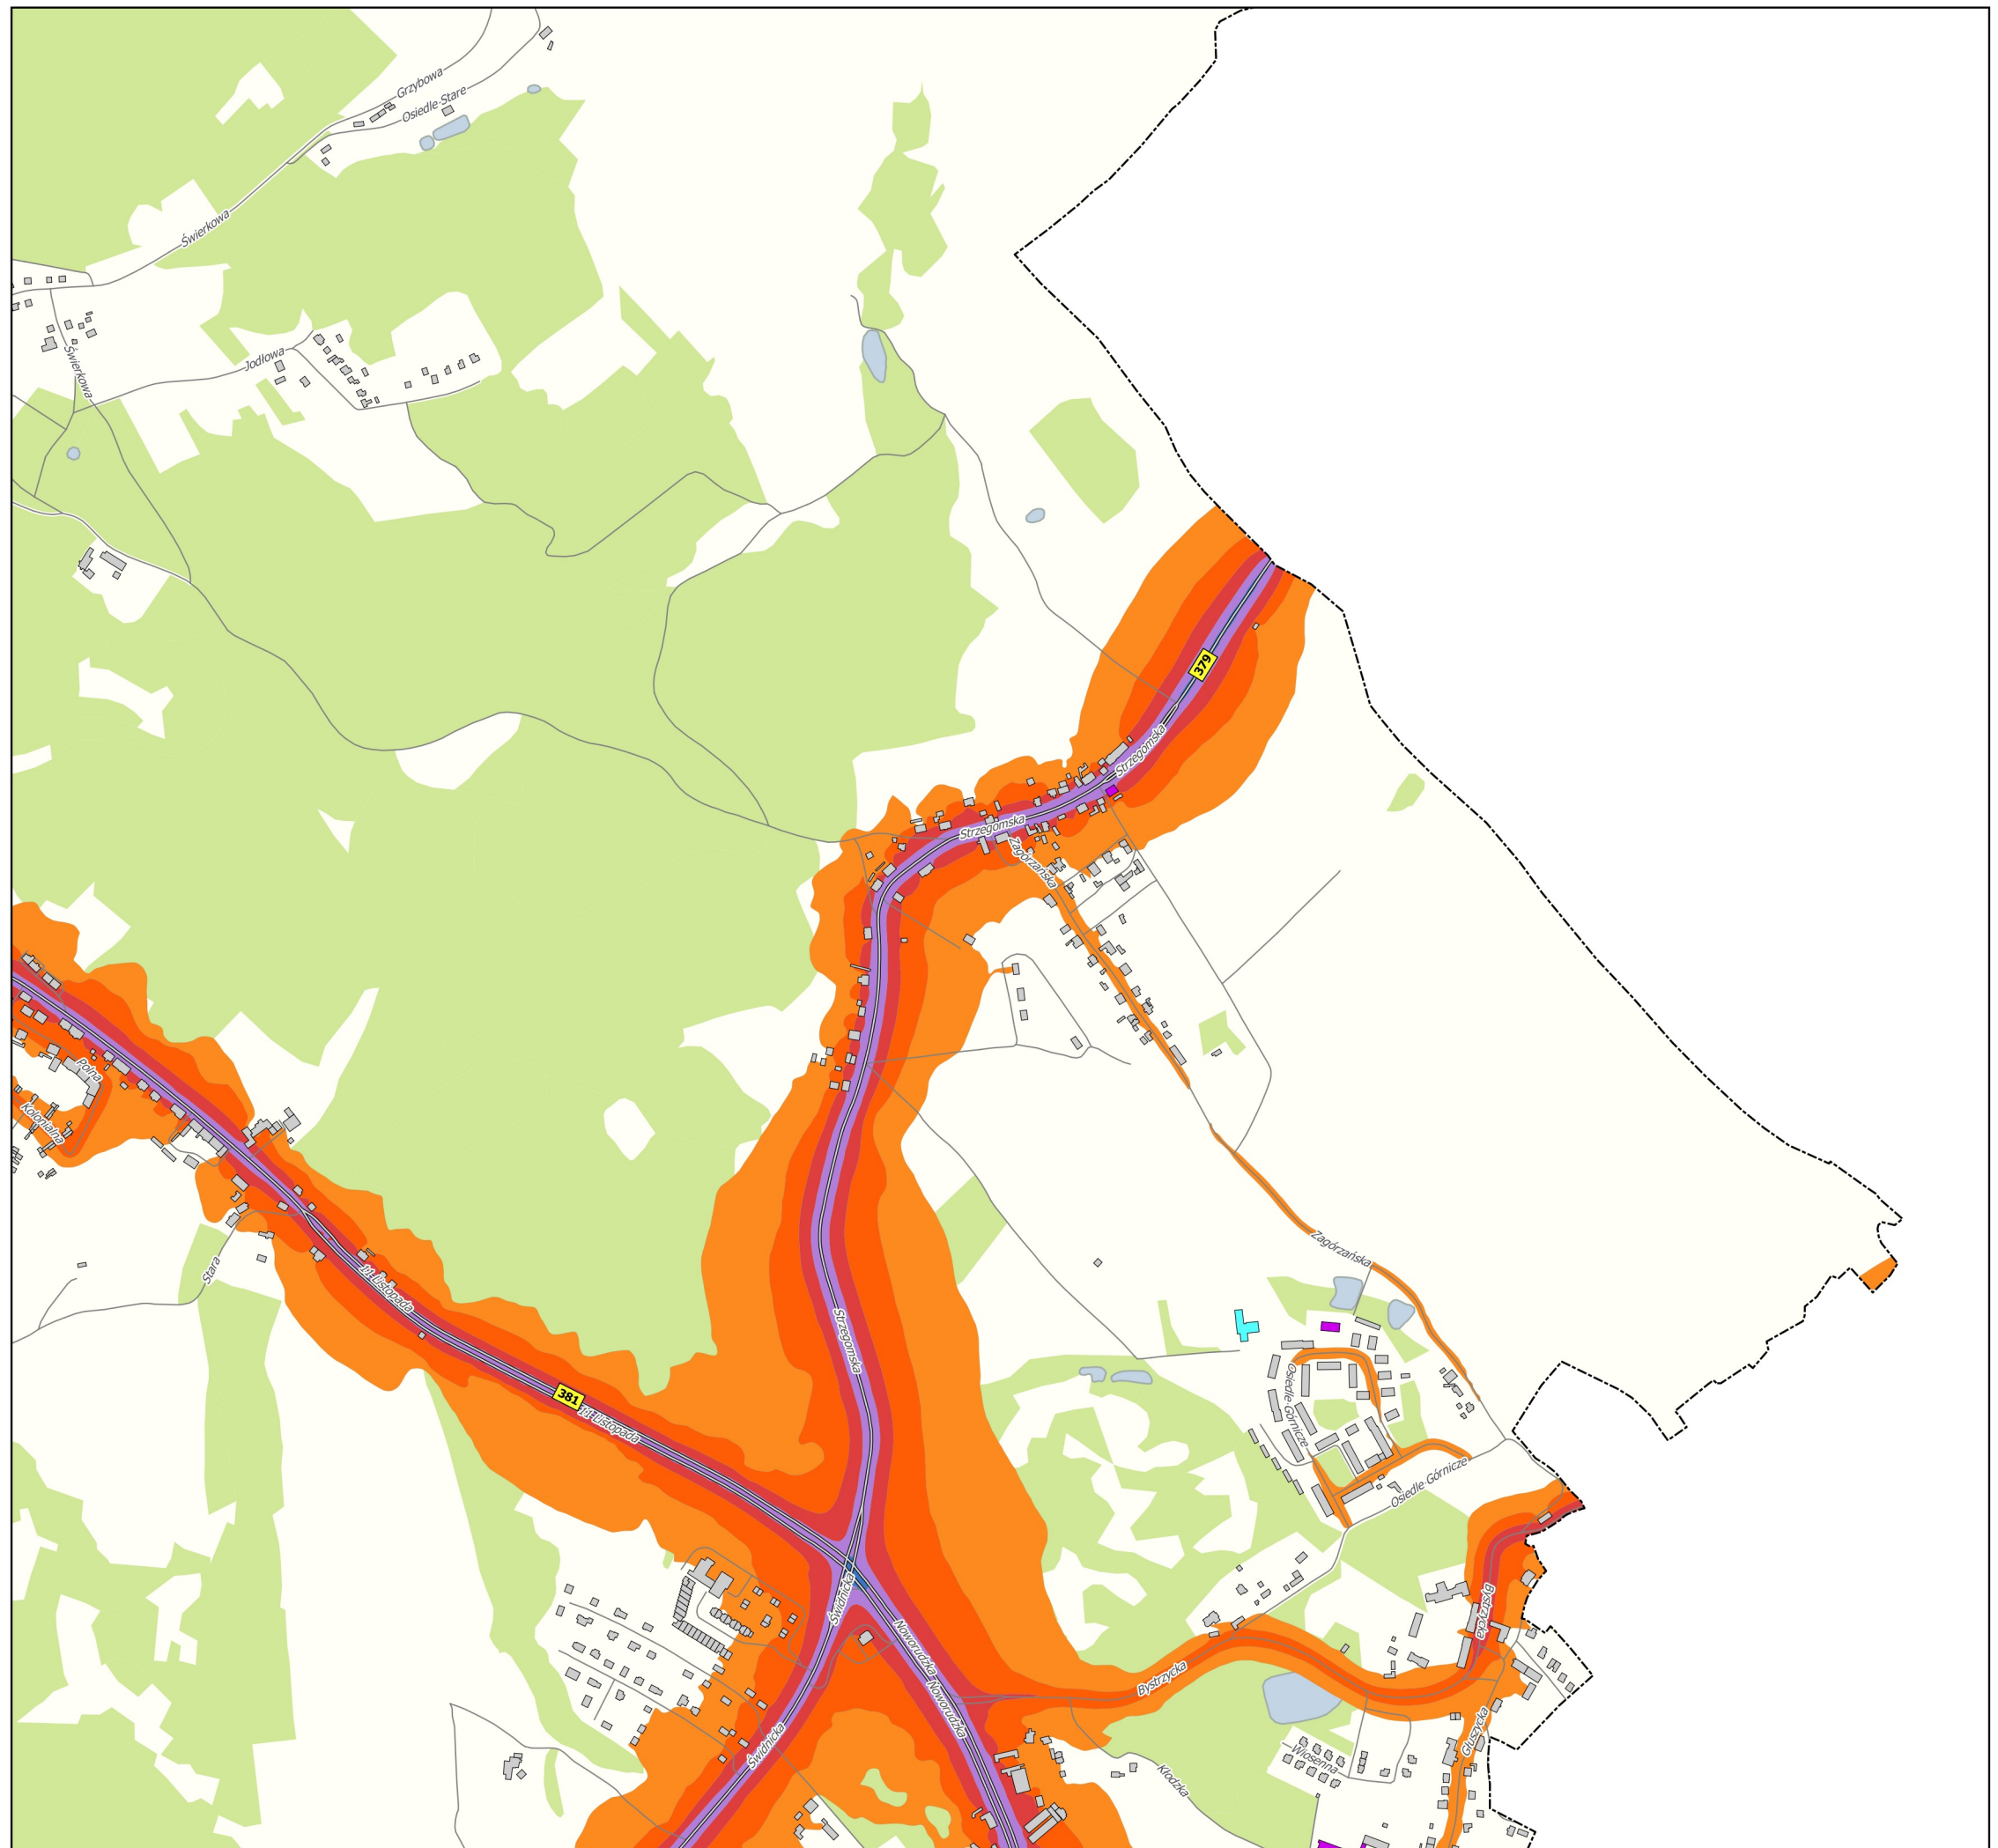 Grzybowa
Osiedle Stare
Świerkowa
Świerkowa
Jodłowa
379
Strzegomska
Strzegomska
Zagórzańska
Polna
Kolonialna
Stara
11 Listopada
Zagórzańska
Strzegomska
381
11 Listopada
Osiedle Górnicze
Osiedle Górnicze
Świdnicka
Bystrzycka
Noworudzka
Noworudzka
Bystrzycka
Świdnicka
Głuszycka
Wiosenna
Kłodzka